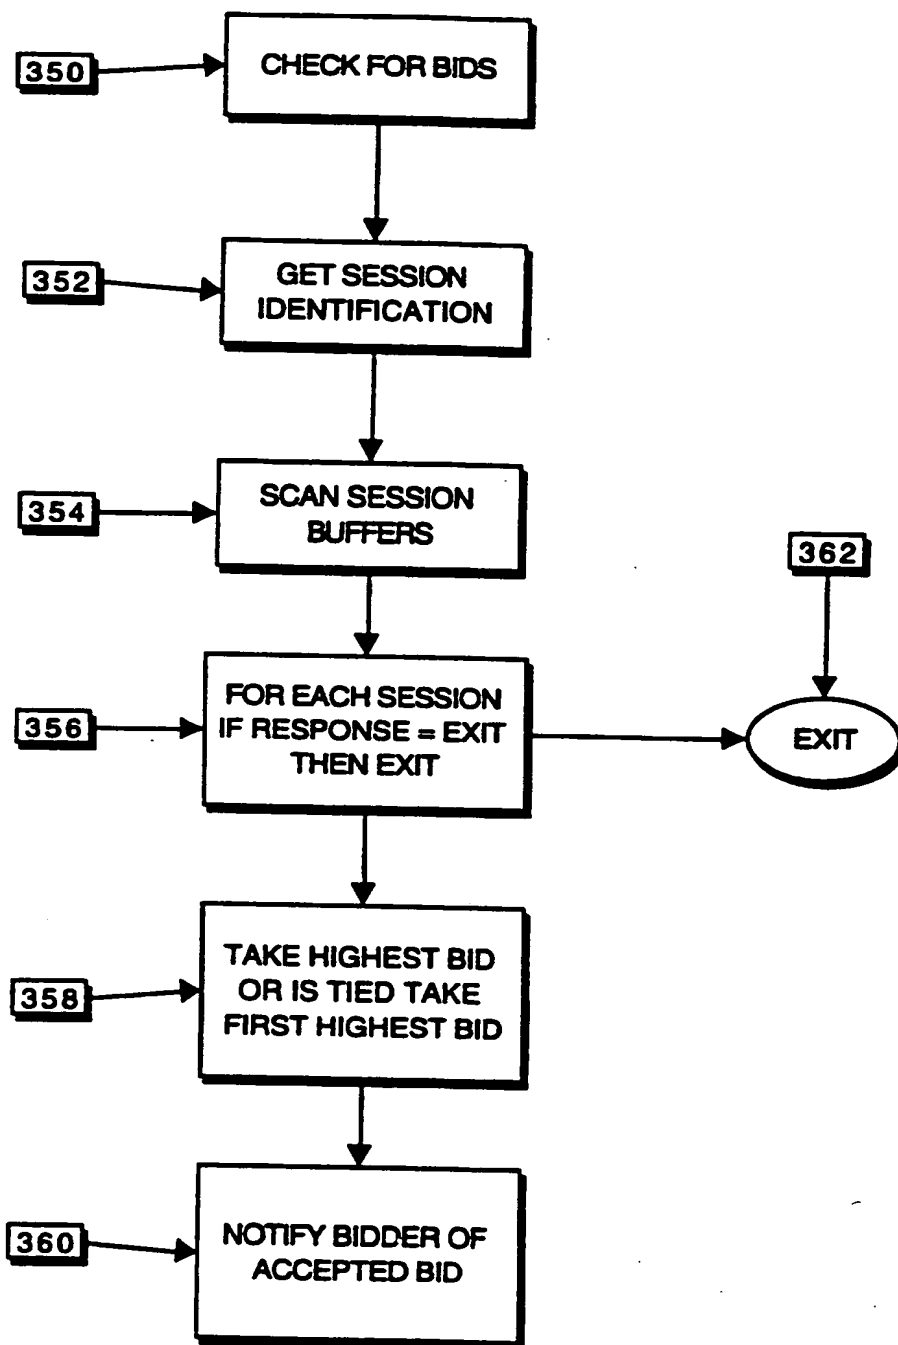 350
CHECK FOR BIDS
352
GET SESSION
IDENTIFICATION
354
SCAN SESSION
BUFFERS
362
356
FOR EACH SESSION
IF RESPONSE = EXIT
THEN EXIT
EXIT
358
TAKE HIGHEST BID
OR IS TIED TAKE
FIRST HIGHEST BID
360
NOTIFY BIDDER OF
ACCEPTED BID